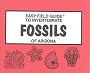 EASY FIELD GUIDE
TO INVERTEBRATE
FOSSILS
OF ARIZONA